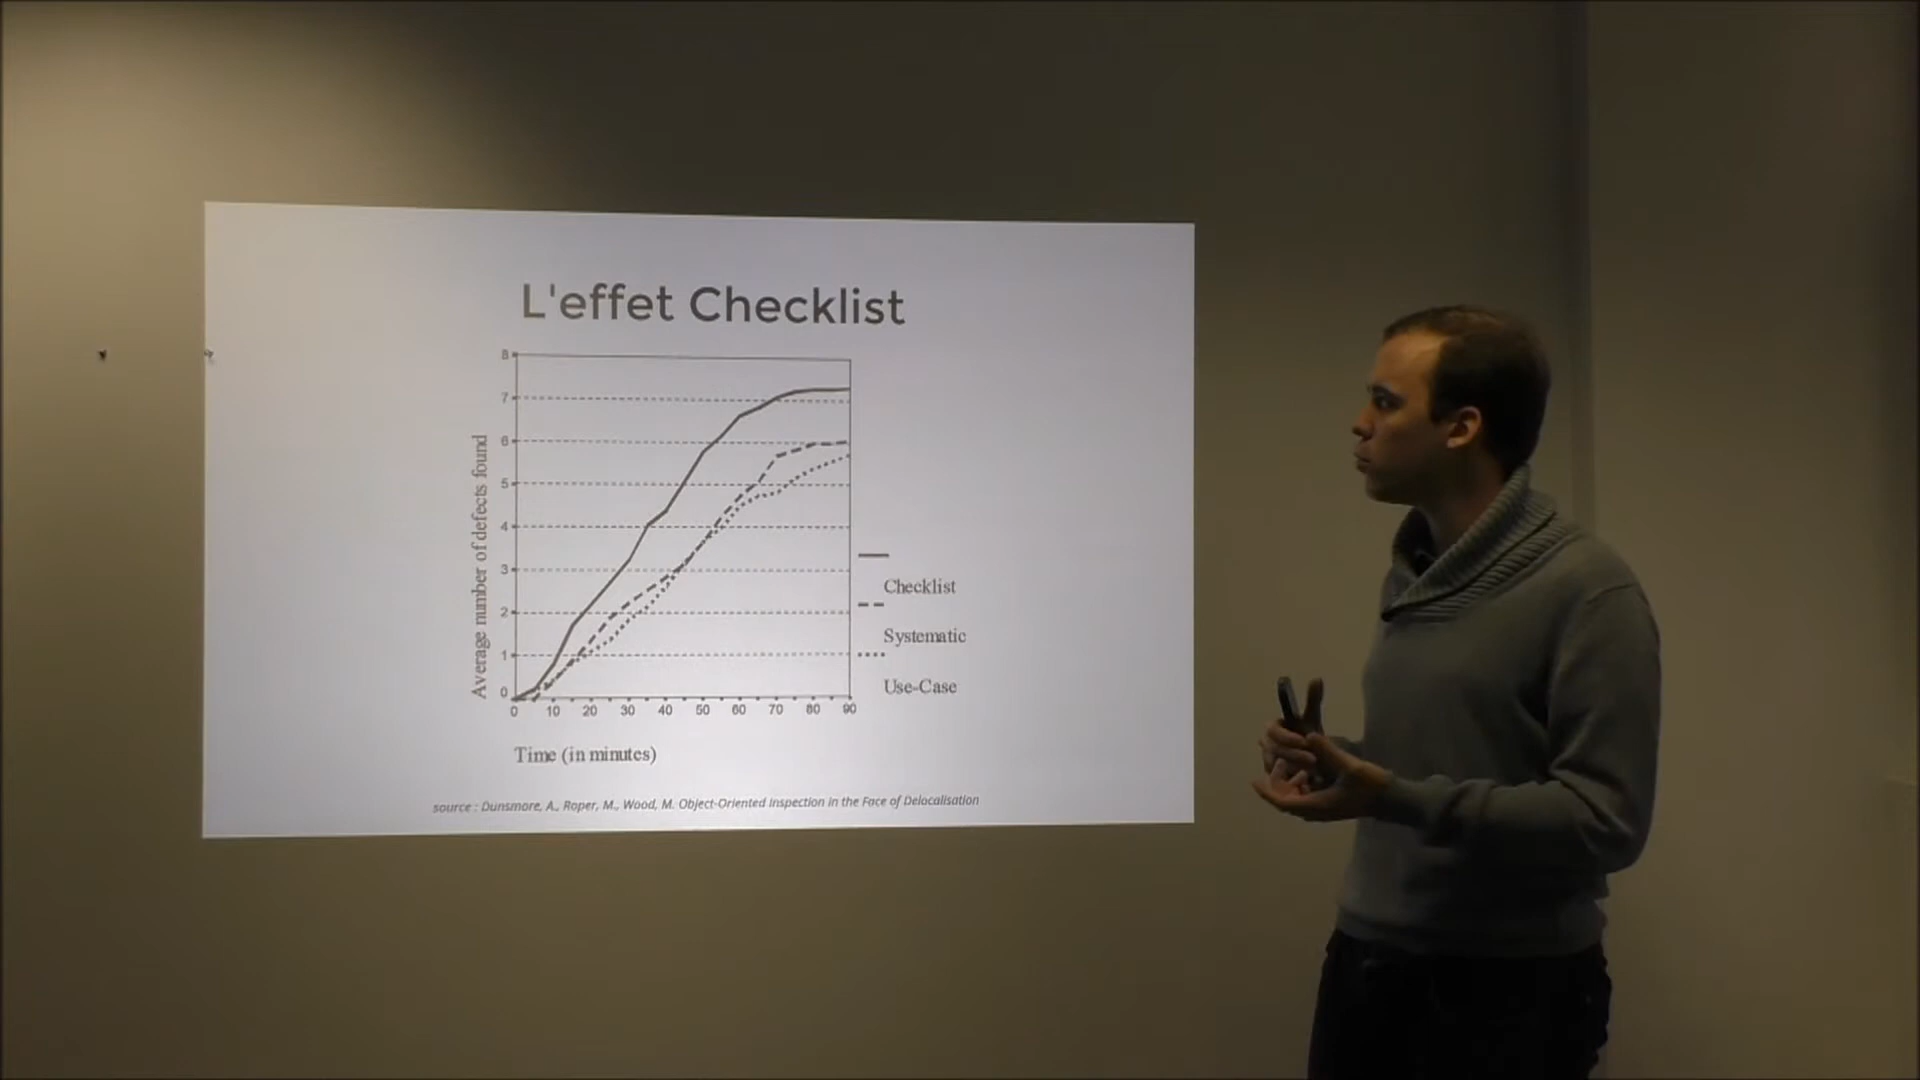 L'effet Checklist
8
7
6
5
4
3
2
1
0
Average number of defects found
0 10 20 30 40 50 60 70 80 90
Time (in minutes)
Checklist
Systematic
Use-Case
source : Dunsmore, A., Roper, M., Wood, M. Object-Oriented Inspection in the Face of Delocalisation